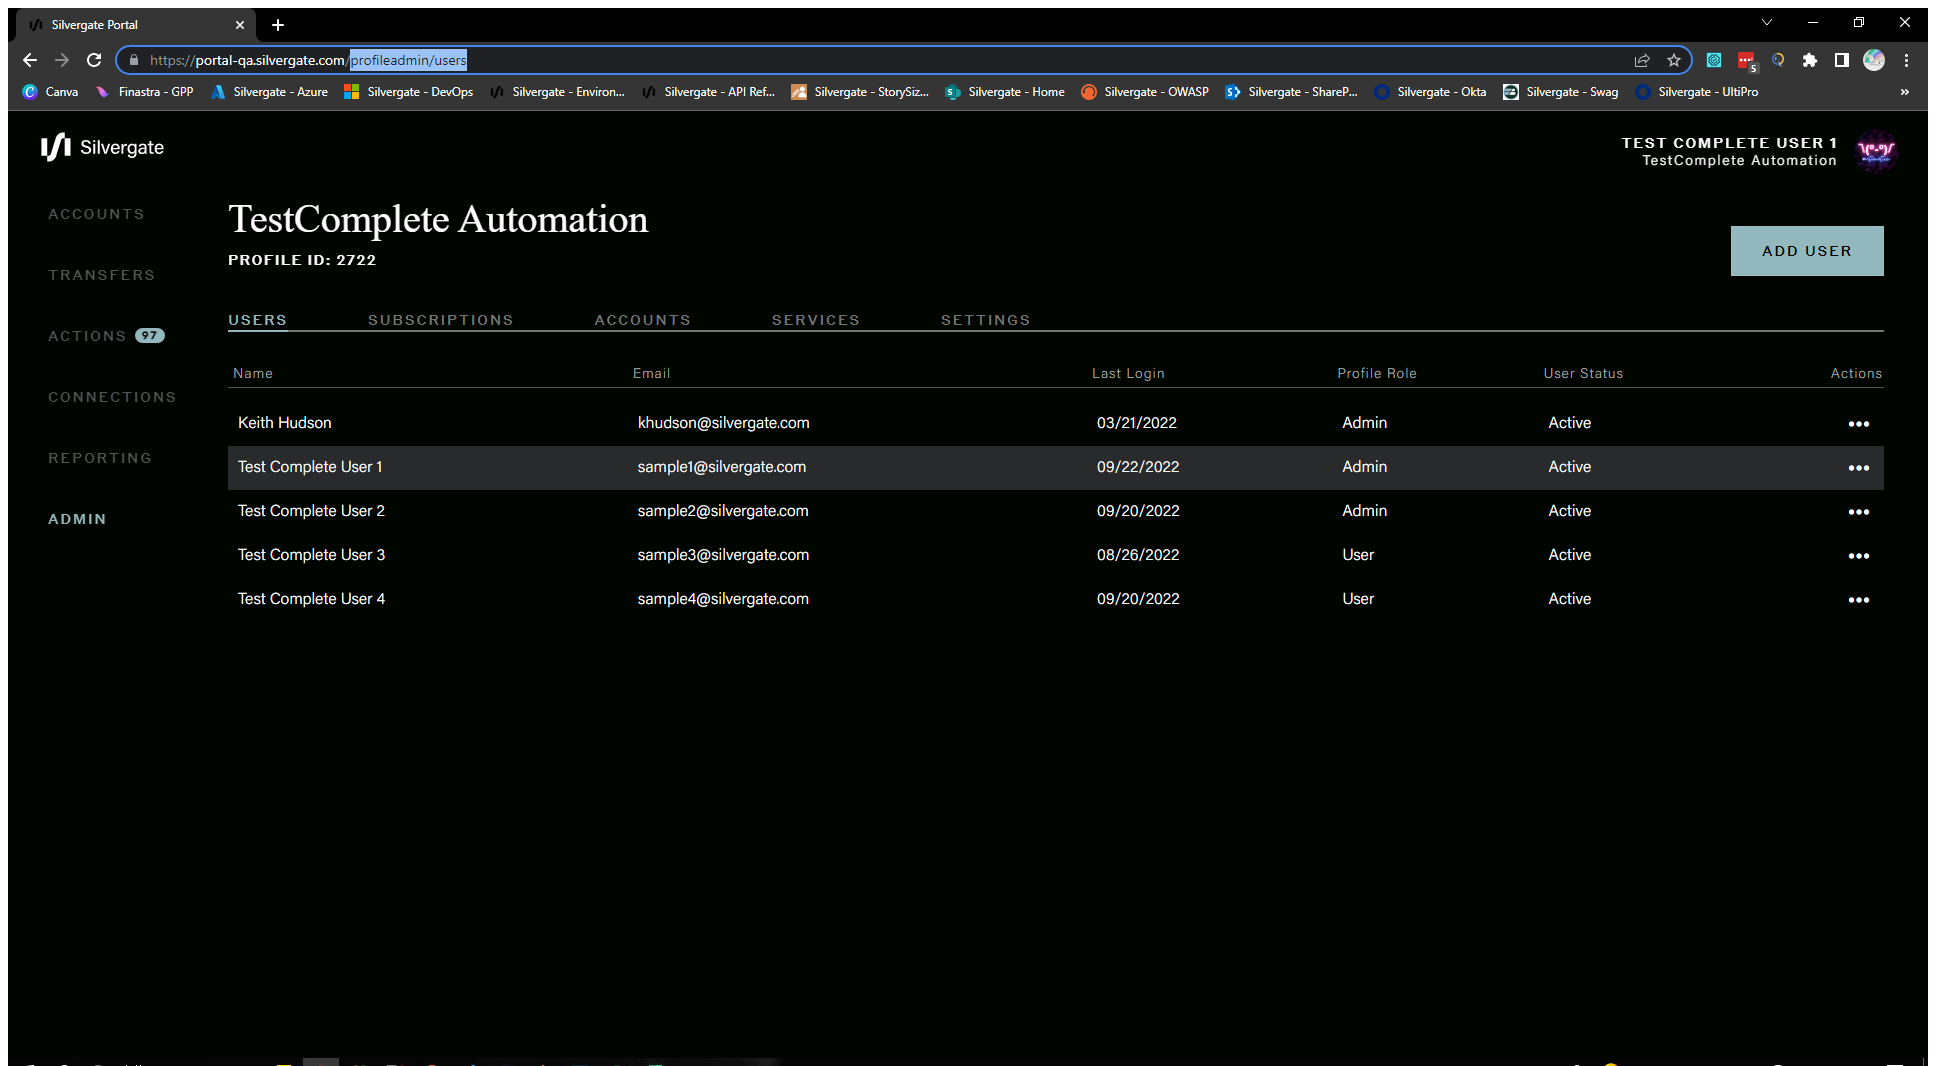 Silvergate Portal
https://portal-qa.silvergate.com/profileadmin/users
5
Canva Finastra - GPP Silvergate - Azure Silvergate - DevOps Silvergate - Environ... Silvergate - API Ref... Silvergate - StorySiz... Silvergate - Home Silvergate - OWASP Silvergate - ShareP... Silvergate - Okta Silvergate - Swag Silvergate - UltiPro »
Silvergate
TEST COMPLETE USER 1
TestComplete Automation
ACCOUNTS
TRANSFERS
ACTIONS 97
CONNECTIONS
REPORTING
ADMIN
TestComplete Automation
PROFILE ID: 2722
ADD USER
USERS SUBSCRIPTIONS ACCOUNTS SERVICES SETTINGS
Name Email Last Login Profile Role User Status Actions
Keith Hudson khudson@silvergate.com 03/21/2022 Admin Active •••
Test Complete User 1 sample1@silvergate.com 09/22/2022 Admin Active •••
Test Complete User 2 sample2@silvergate.com 09/20/2022 Admin Active •••
Test Complete User 3 sample3@silvergate.com 08/26/2022 User Active •••
Test Complete User 4 sample4@silvergate.com 09/20/2022 User Active •••